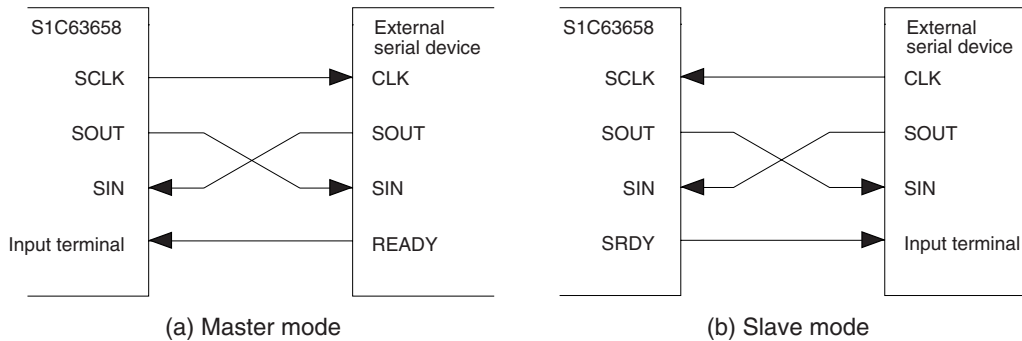 S1C63658
External
serial device
SCLK
CLK
SOUT
SOUT
SIN
SIN
Input terminal
READY
(a) Master mode
S1C63658
External
serial device
SCLK
CLK
SOUT
SOUT
SIN
SIN
SRDY
Input terminal
(b) Slave mode